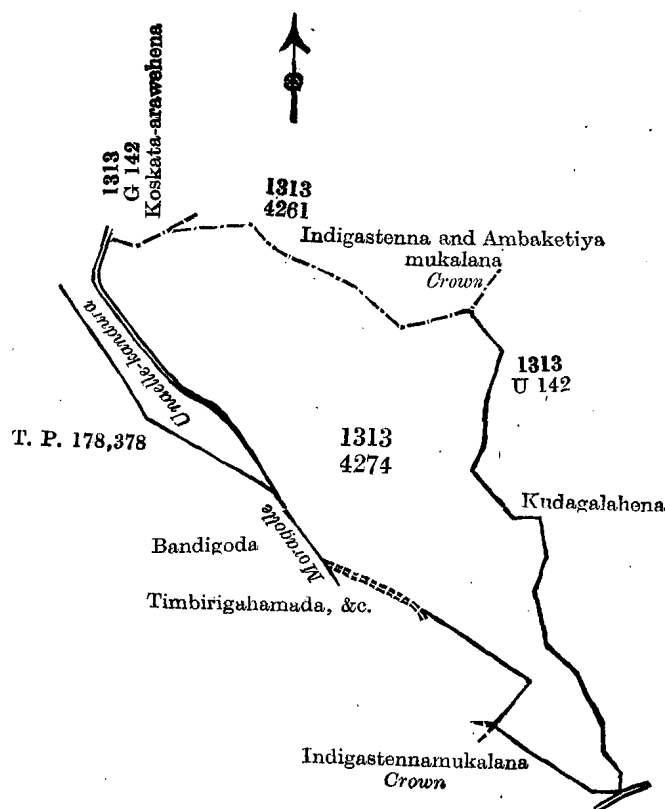 1313
G 142
Koskata-arawehena
1313
4261
Indigastenna and Ambaketiya
mukalana
Crown
1313
U 142
Unaelle-kandura
T. P. 178,378
1313
4274
Kudagalahena
Moragolle
Bandigoda
Timbirigahamada, &c.
Indigastennamukalana
Crown